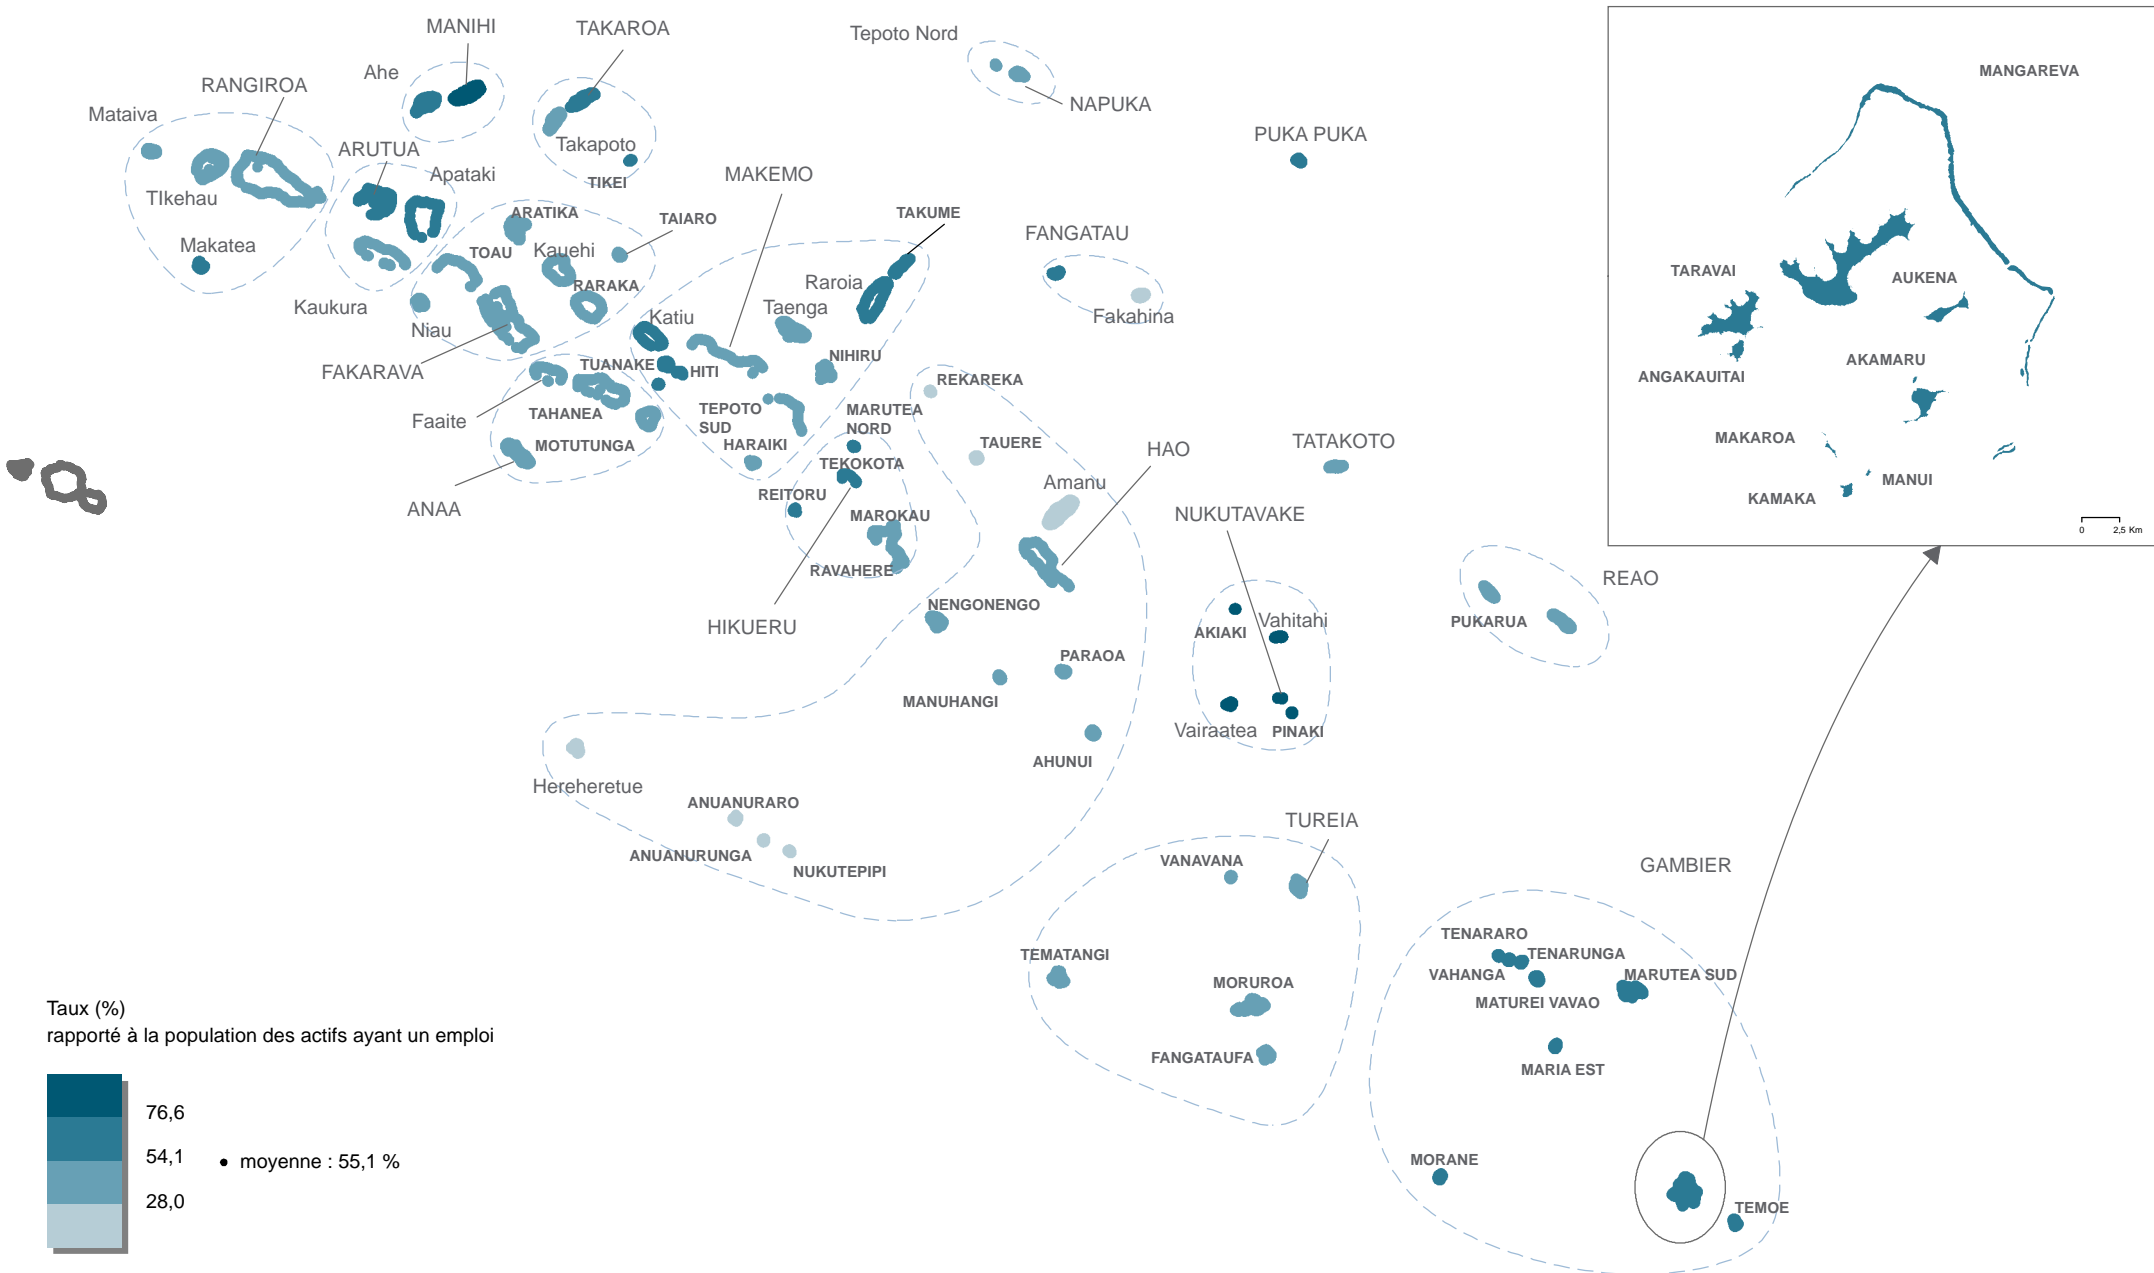 MANIHI
TAKAROA
Tepoto Nord
Ahe
RANGIROA
Mataiva
NAPUKA
MANGAREVA
ARUTUA
Takapoto
PUKA PUKA
Apataki
MAKEMO
TIKEI
TIkehau
ARATIKA
TAIARO
TAKUME
Makatea
TOAU
Kauehi
FANGATAU
RARAKA
Raroia
TARAVAI
AUKENA
Kaukura
Niau
Katiu
Taenga
Fakahina
FAKARAVA
TUANAKE
HITI
NIHIRU
REKAREKA
AKAMARU
ANGAKAUITAI
Faaite
TAHANEA
TEPOTO
SUD
MARUTEA
NORD
MOTUTUNGA
HARAIKI
TAUERE
HAO
TATAKOTO
MAKAROA
TEKOKOTA
Amanu
MANUI
KAMAKA
ANAA
REITORU
MAROKAU
NUKUTAVAKE
0 2,5 Km
RAVAHERE
REAO
NENGONENGO
HIKUERU
AKIAKI
Vahitahi
PUKARUA
PARAOA
MANUHANGI
Vairaatea
PINAKI
AHUNUI
Hereheretue
ANUANURARO
ANUANURUNGA
NUKUTEPIPI
TUREIA
VANAVANA
GAMBIER
TENARARO
TENARUNGA
TEMATANGI
VAHANGA
MARUTEA SUD
MORUROA
MATUREI VAVAO
FANGATAUFA
MARIA EST
MORANE
TEMOE
Taux (%)
rapporté à la population des actifs ayant un emploi
76,6
54,1
moyenne : 55,1 %
28,0